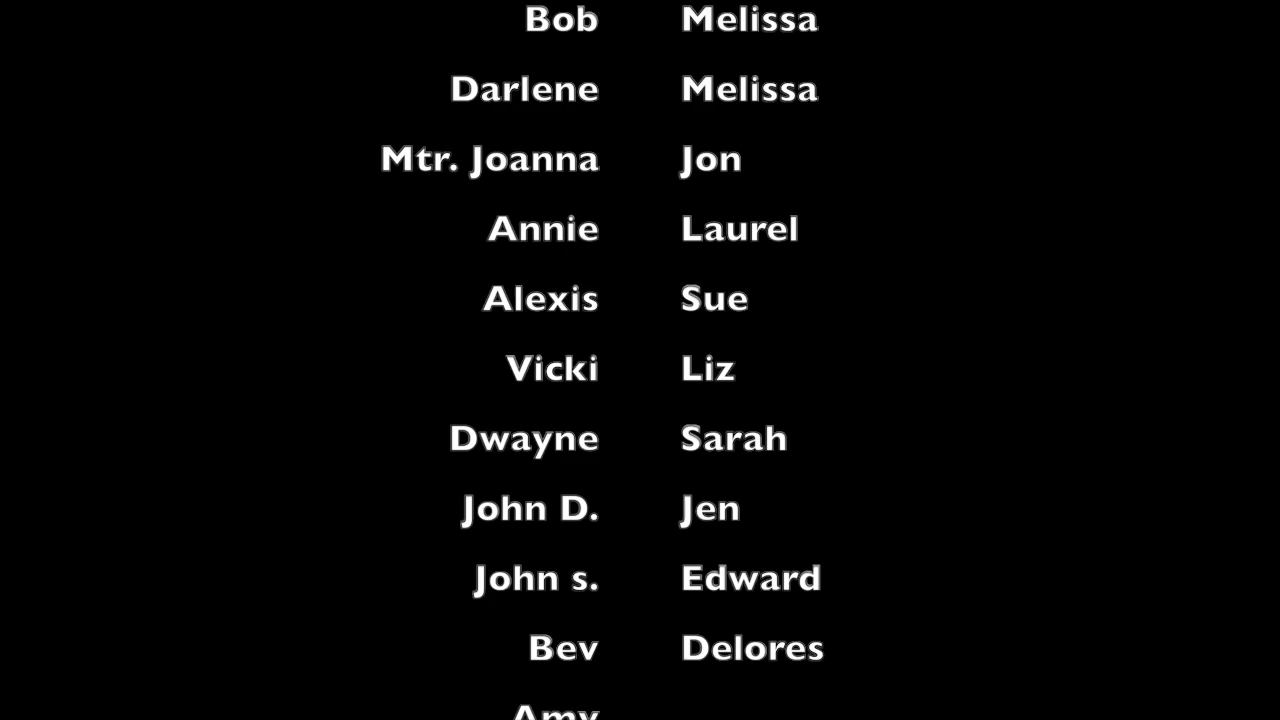 Bob Melissa
Darlene Melissa
Mtr. Joanna Jon
Annie Laurel
Alexis Sue
Vicki Liz
Dwayne Sarah
John D. Jen
John s. Edward
Bev Delores
Amy